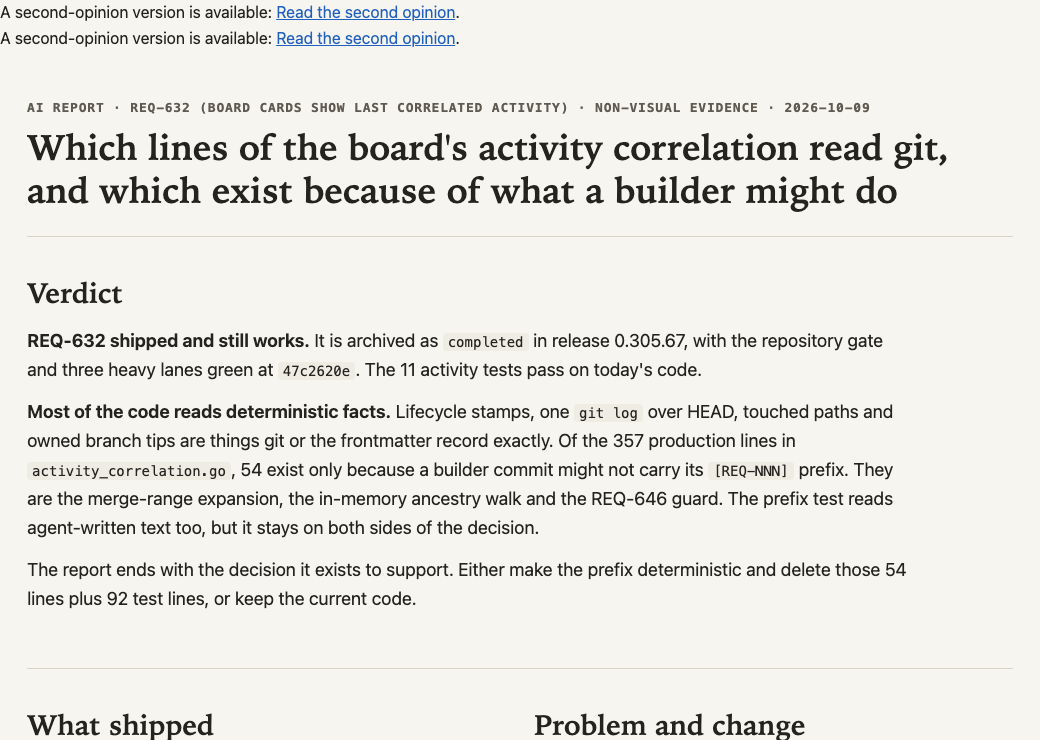 A second-opinion version is available: Read the second opinion.
A second-opinion version is available: Read the second opinion.
AI REPORT · REQ-632 (BOARD CARDS SHOW LAST CORRELATED ACTIVITY) · NON-VISUAL EVIDENCE · 2026-10-09
Which lines of the board's activity correlation read git,
and which exist because of what a builder might do
Verdict
REQ-632 shipped and still works. It is archived as completed in release 0.305.67, with the repository gate
and three heavy lanes green at 47c2620e. The 11 activity tests pass on today's code.
Most of the code reads deterministic facts. Lifecycle stamps, one git log over HEAD, touched paths and
owned branch tips are things git or the frontmatter record exactly. Of the 357 production lines in
activity_correlation.go, 54 exist only because a builder commit might not carry its [REQ-NNN] prefix. They
are the merge-range expansion, the in-memory ancestry walk and the REQ-646 guard. The prefix test reads
agent-written text too, but it stays on both sides of the decision.
The report ends with the decision it exists to support. Either make the prefix deterministic and delete those 54
lines plus 92 test lines, or keep the current code.
What shipped
Problem and change